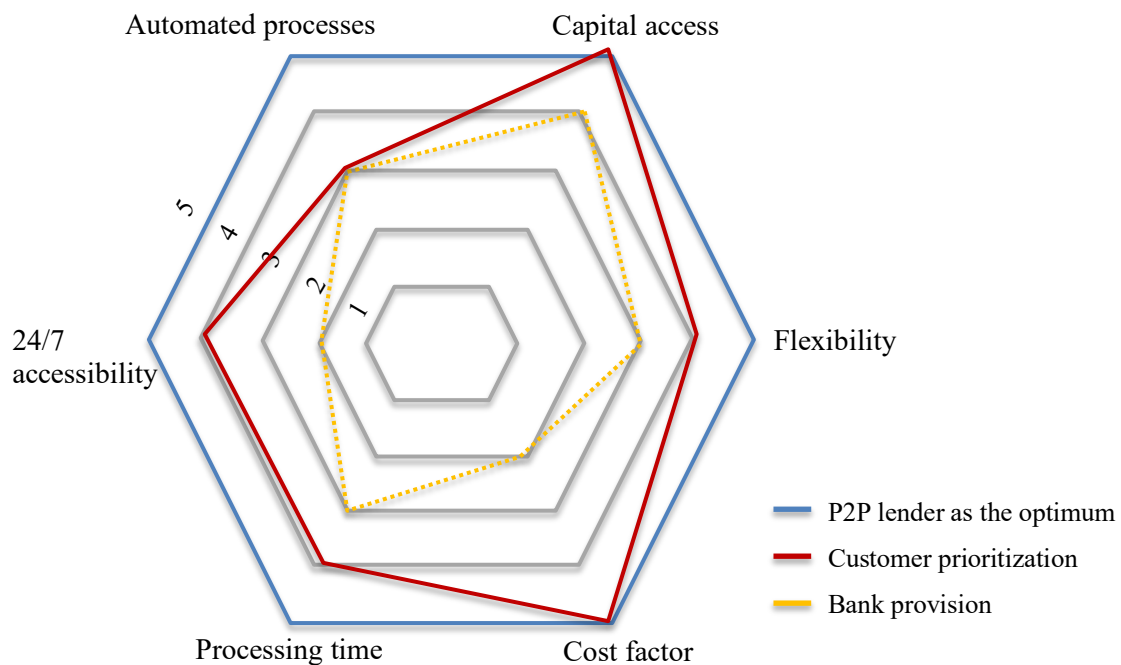 Automated processes
Capital access
5
4
3
2
1
24/7
accessibility
Flexibility
P2P lender as the optimum
Customer prioritization
Bank provision
Processing time
Cost factor